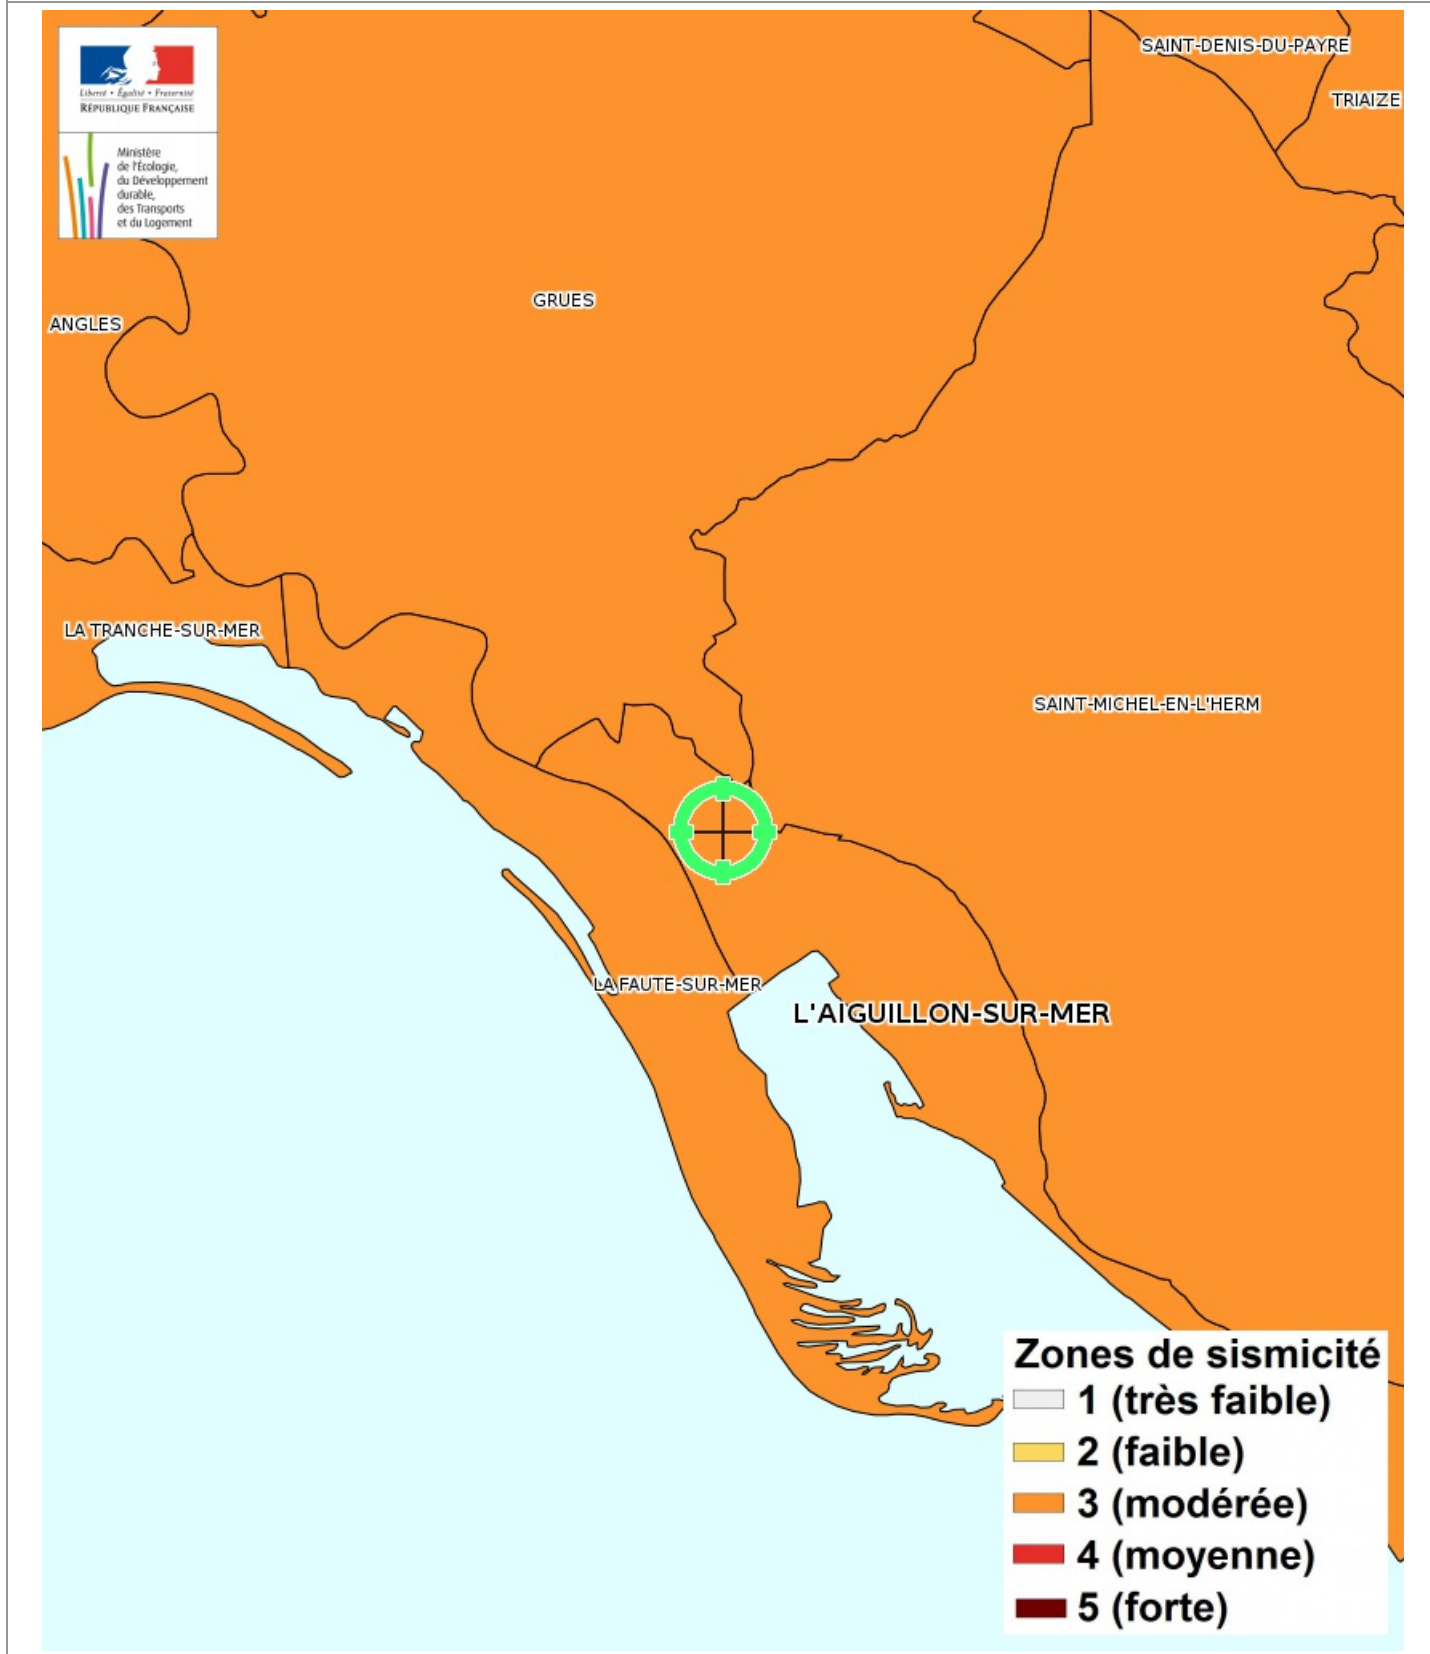 SAINT-DENIS-DU-PAYRE
Liberté • Égalité • Fraternité
RÉPUBLIQUE FRANÇAISE
TRIAIZE
Ministère
de l'Écologie,
du Développement
durable,
des Transports
et du Logement
GRUES
ANGLES
LA TRANCHE-SUR-MER
SAINT-MICHEL-EN-L'HERM
LA FAUTE-SUR-MER
L'AIGUILLON-SUR-MER
Zones de sismicité
1 (très faible)
2 (faible)
3 (modérée)
4 (moyenne)
5 (forte)